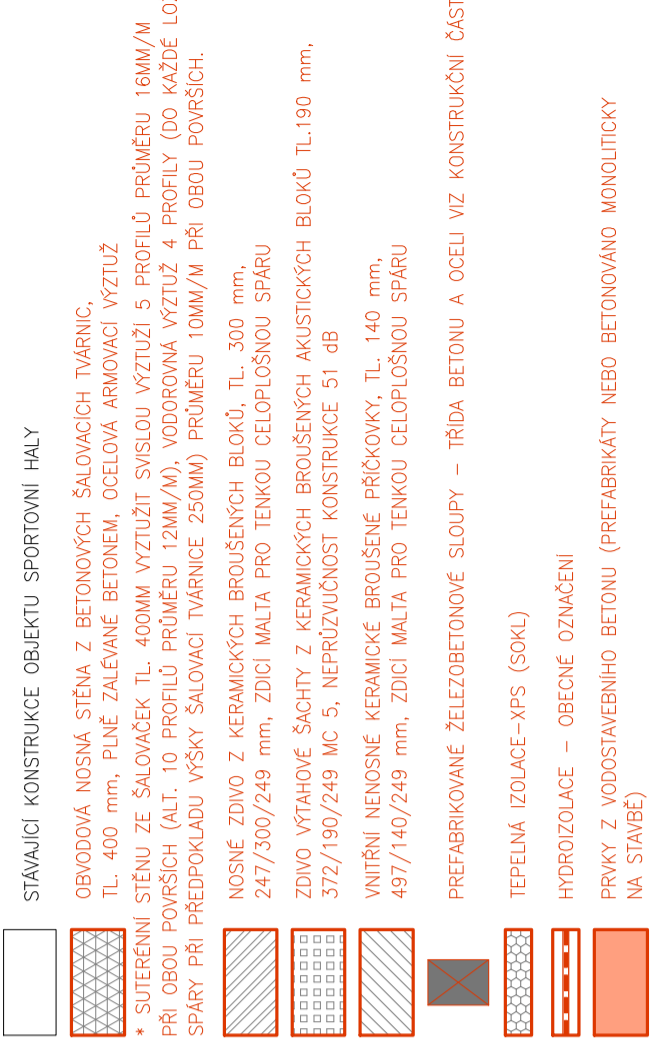 STÁVAJÍCÍ KONSTRUKCE OBJEKTU SPORTOVNÍ HALY
OBVODOVÁ NOSNÁ STĚNA Z BETONOVÝCH ŠALOVACÍCH TVÁRNIC,
TL. 400 mm, PLNĚ ZALÉVANÉ BETONEM, OCELOVÁ ARMOVACÍ VÝZTUŽ
* SUTERÉNNÍ STĚNU ZE ŠALOVAČEK TL. 400MM VYZTUŽIT SVISLOU VÝZTUŽÍ 5 PROFILŮ PRŮMĚRU 16MM/M
PŘI OBOU POVRŠÍCH (ALT. 10 PROFILŮ PRŮMĚRU 12MM/M), VODOROVNÁ VÝZTUŽ 4 PROFILY (DO KAŽDÉ
SPÁRY PŘI PŘEDPOKLADU VÝŠKY ŠALOVACÍ TVÁRNICE 250MM) PRŮMĚRU 10MM/M PŘI OBOU POVRŠÍCH.
NOSNÉ ZDIVO Z KERAMICKÝCH BROUŠENÝCH BLOKŮ, TL. 300 mm,
247/300/249 mm, ZDICÍ MALTA PRO TENKOU CELOPLOŠNOU SPÁRU
ZDIVO VÝTAHOVÉ ŠACHTY Z KERAMICKÝCH BROUŠENÝCH AKUSTICKÝCH BLOKŮ TL.190 mm,
372/190/249 MC 5, NEPRŮZVUČNOST KONSTRUKCE 51 dB
VNITŘNÍ NENOSNÉ KERAMICKÉ BROUŠENÉ PŘÍČKOVKY, TL. 140 mm,
497/140/249 mm, ZDICÍ MALTA PRO TENKOU CELOPLOŠNOU SPÁRU
PREFABRIKOVANÉ ŽELEZOBETONOVÉ SLOUPY – TŘÍDA BETONU A OCELI VIZ KONSTRUKČNÍ ČÁST
TEPELNÁ IZOLACE-XPS (SOKL)
HYDROIZOLACE – OBECNÉ OZNAČENÍ
PRVKY Z VODOSTAVEBNÍHO BETONU (PREFABRIKÁTY NEBO BETONOVÁNO MONOLITICKY
NA STAVBĚ)